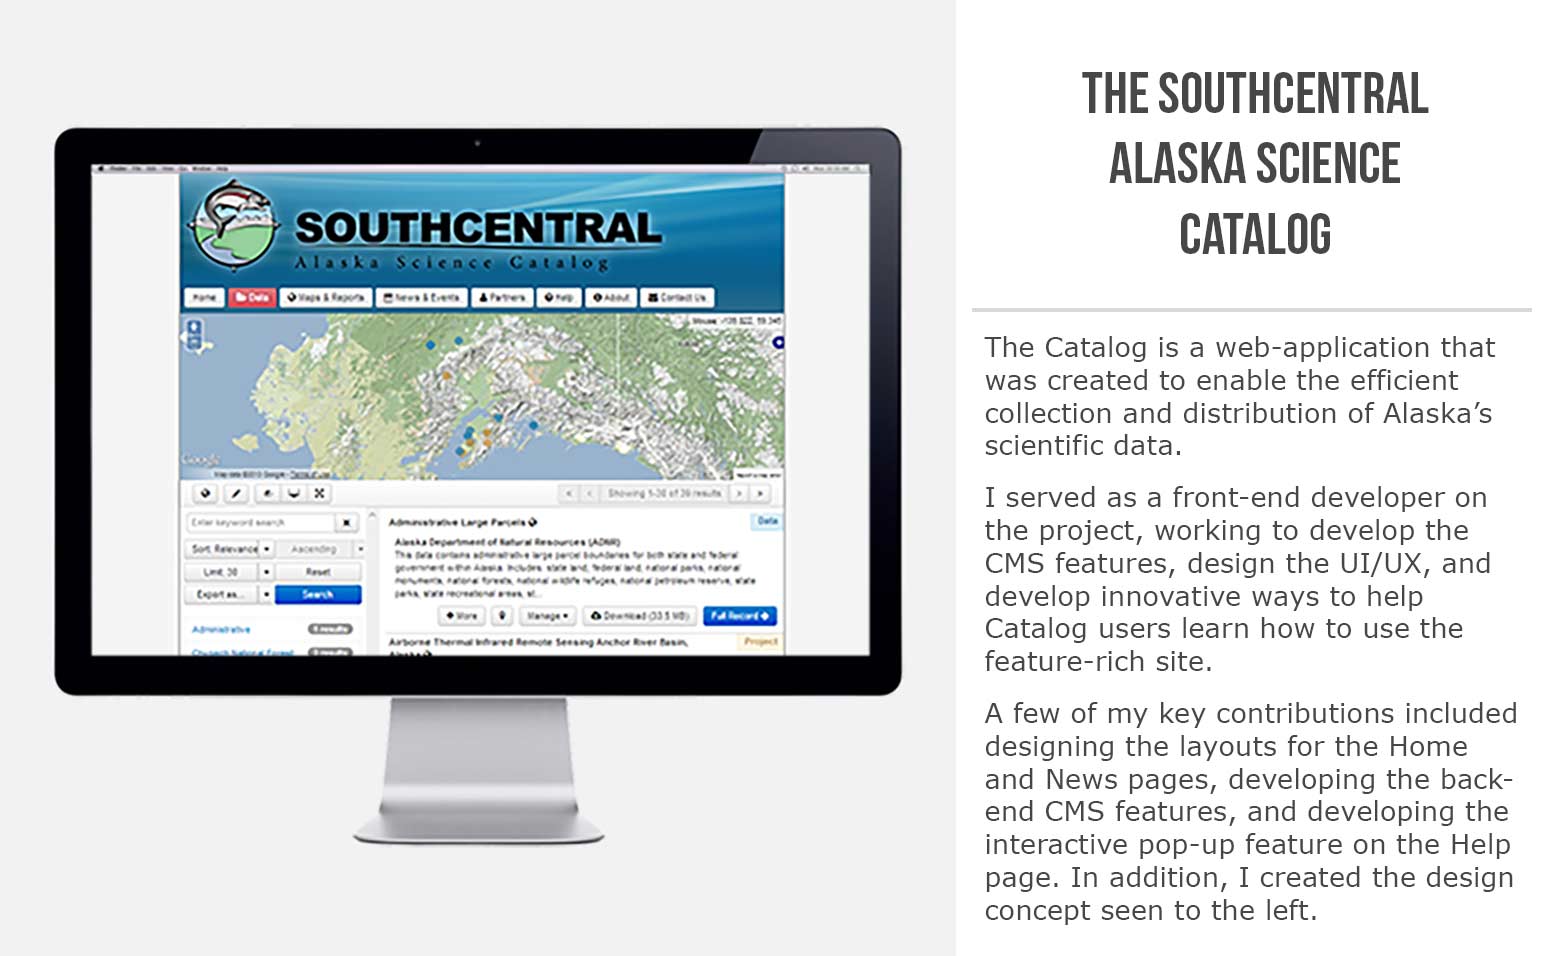 SOUTHCENTRAL
Alaska Science Catalog
Home Data Maps & Reports News & Events Partners Help About Contact Us
Google
Showing 1-30 of 39 results
Enter keyword search
Sort: Relevance Ascending
Limit: 30 Reset
Export as... Search
Administrative
Chugach National Forest
Administrative Large Parcels
Data
Alaska Department of Natural Resources (ADNR)
This data contains administrative large parcel boundaries for both state and federal
government within Alaska. Includes: state land, federal land, national parks, national
monuments, national forests, national wildlife refuges, national petroleum reserve, state
parks, state recreational areas, st...
More Manage Download (33.5 MB) Full Record
Airborne Thermal Infrared Remote Sensing Anchor River Basin,
Project
Alaska
THE SOUTHCENTRAL
ALASKA SCIENCE
CATALOG
The Catalog is a web-application that
was created to enable the efficient
collection and distribution of Alaska’s
scientific data.
I served as a front-end developer on
the project, working to develop the
CMS features, design the UI/UX, and
develop innovative ways to help
Catalog users learn how to use the
feature-rich site.
A few of my key contributions included
designing the layouts for the Home
and News pages, developing the back-
end CMS features, and developing the
interactive pop-up feature on the Help
page. In addition, I created the design
concept seen to the left.